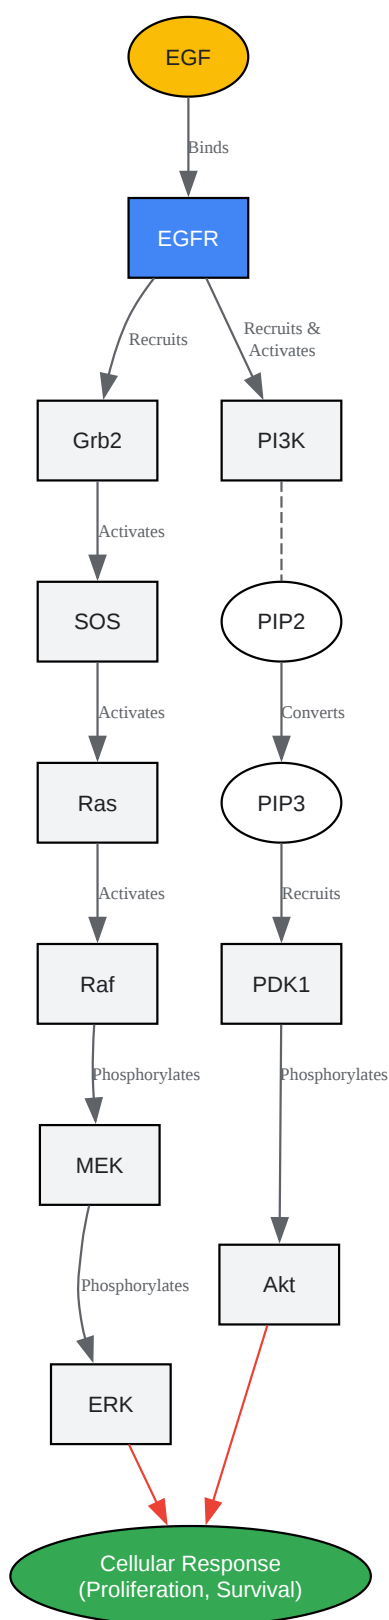 EGF
Binds
EGFR
Recruits
Recruits &
Activates
Grb2
PI3K
Activates
SOS
PIP2
Activates
Converts
Ras
PIP3
Activates
Recruits
Raf
PDK1
Phosphorylates
Phosphorylates
MEK
Akt
Phosphorylates
ERK
Cellular Response
(Proliferation, Survival)